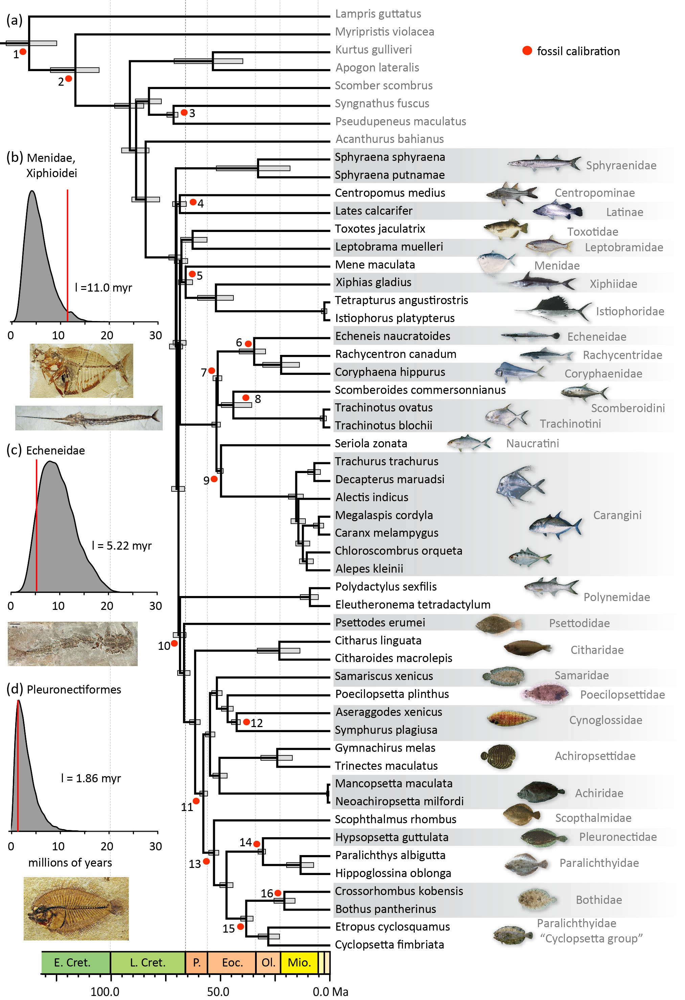 (a)
Lampris guttatus
Myripristis violacea
Kurtus gulliveri
Apogon lateralis
Scomber scombrus
Syngnathus fuscus
Pseudupeneus maculatus
Acanthurus bahianus
fossil calibration
1
2
3
Sphyraena sphyraena
Sphyraena putnamae
Sphyraenidae
Centropomus medius
Centropominae
4
Lates calcarifer
Latinae
Toxotes jaculatrix
Toxotidae
Leptobrama muelleri
Leptobramidae
Mene maculata
Menidae
5
Xiphias gladius
Xiphiidae
Tetrapturus angustirostris
Istiophorus platypterus
Istiophoridae
Echeneis naucratoides
Echeneidae
6
Rachycentron canadum
Rachycentridae
7
Coryphaena hippurus
Coryphaenidae
Scomberoides commersonnianus
Scomberoidini
8
Trachinotus ovatus
Trachinotus blochii
Trachinotini
Seriola zonata
Naucratini
9
Trachurus trachurus
Decapterus maruadsi
Alectis indicus
Megalaspis cordyla
Caranx melampygus
Chloroscombrus orqueta
Alepes kleinii
Carangini
Polydactylus sexfilis
Eleutheronema tetradactylum
Polynemidae
Psettodes erumei
Psettodidae
10
Citharus linguata
Citharoides macrolepis
Citharidae
Samariscus xenicus
Samaridae
Poecilopsetta plinthus
Poecilopsettidae
Aseraggodes xenicus
Symphurus plagiusa
Cynoglossidae
12
Gymnachirus melas
Trinectes maculatus
Achiropsettidae
Mancopsetta maculata
Neoachiropsetta milfordi
Achiridae
11
Scophthalmus rhombus
Scopthalmidae
Hypsopsetta guttulata
Pleuronectidae
14
Paralichthys albigutta
Hippoglossina oblonga
Paralichthyidae
13
Crossorhombus kobensis
Bothus pantherinus
Bothidae
16
15
Etropus cyclosquamus
Cyclopsetta fimbriata
Paralichthyidae
“Cyclopsetta group”
(b) Menidae,
Xiphioidei
l =11.0 myr
0 10 20 30
(c) Echeneidae
l = 5.22 myr
0 10 20 30
(d) Pleuronectiformes
l = 1.86 myr
0 10 20 30
millions of years
E. Cret. L. Cret. P. Eoc. Ol. Mio.
100.0 50.0 0.0 Ma